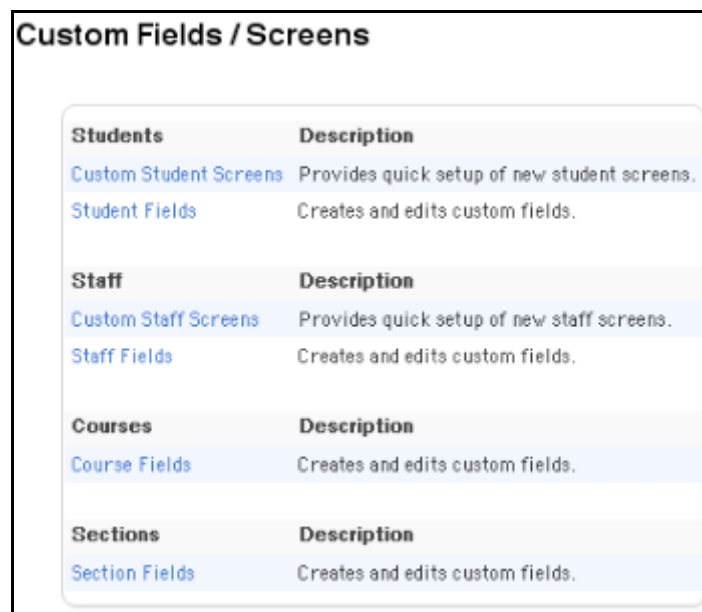 Custom Fields / Screens
Students Description
Custom Student Screens Provides quick setup of new student screens.
Student Fields Creates and edits custom fields.
Staff Description
Custom Staff Screens Provides quick setup of new staff screens.
Staff Fields Creates and edits custom fields.
Courses Description
Course Fields Creates and edits custom fields.
Sections Description
Section Fields Creates and edits custom fields.